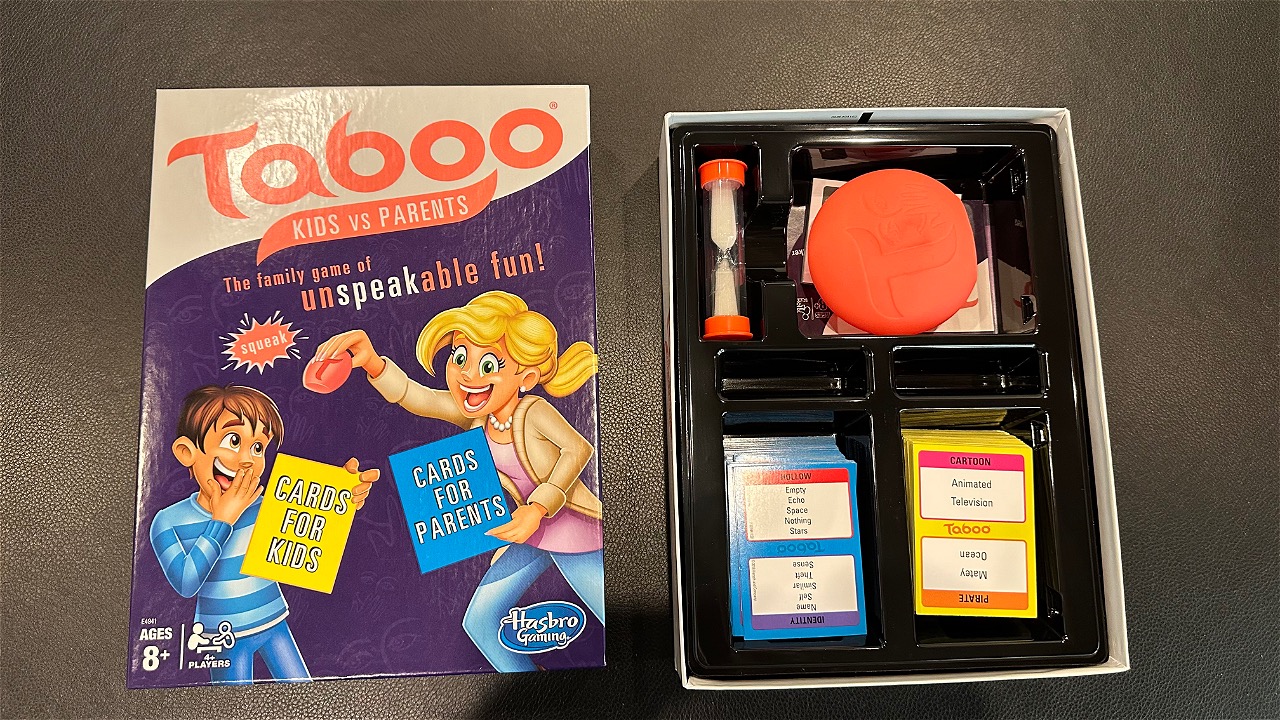 Taboo®
KIDS VS PARENTS
The family game of
unspeakable fun!
squeak
CARDS
FOR
KIDS
CARDS
FOR
PARENTS
E4941
AGES
8+
4+
PLAYERS
Hasbro
Gaming
HOLLOW
Empty
Echo
Space
Nothing
Stars
Taboo
IDENTITY
Name
Self
Similar
Theft
Sense
CARTOON
Animated
Television
Taboo
PIRATE
Matey
Ocean